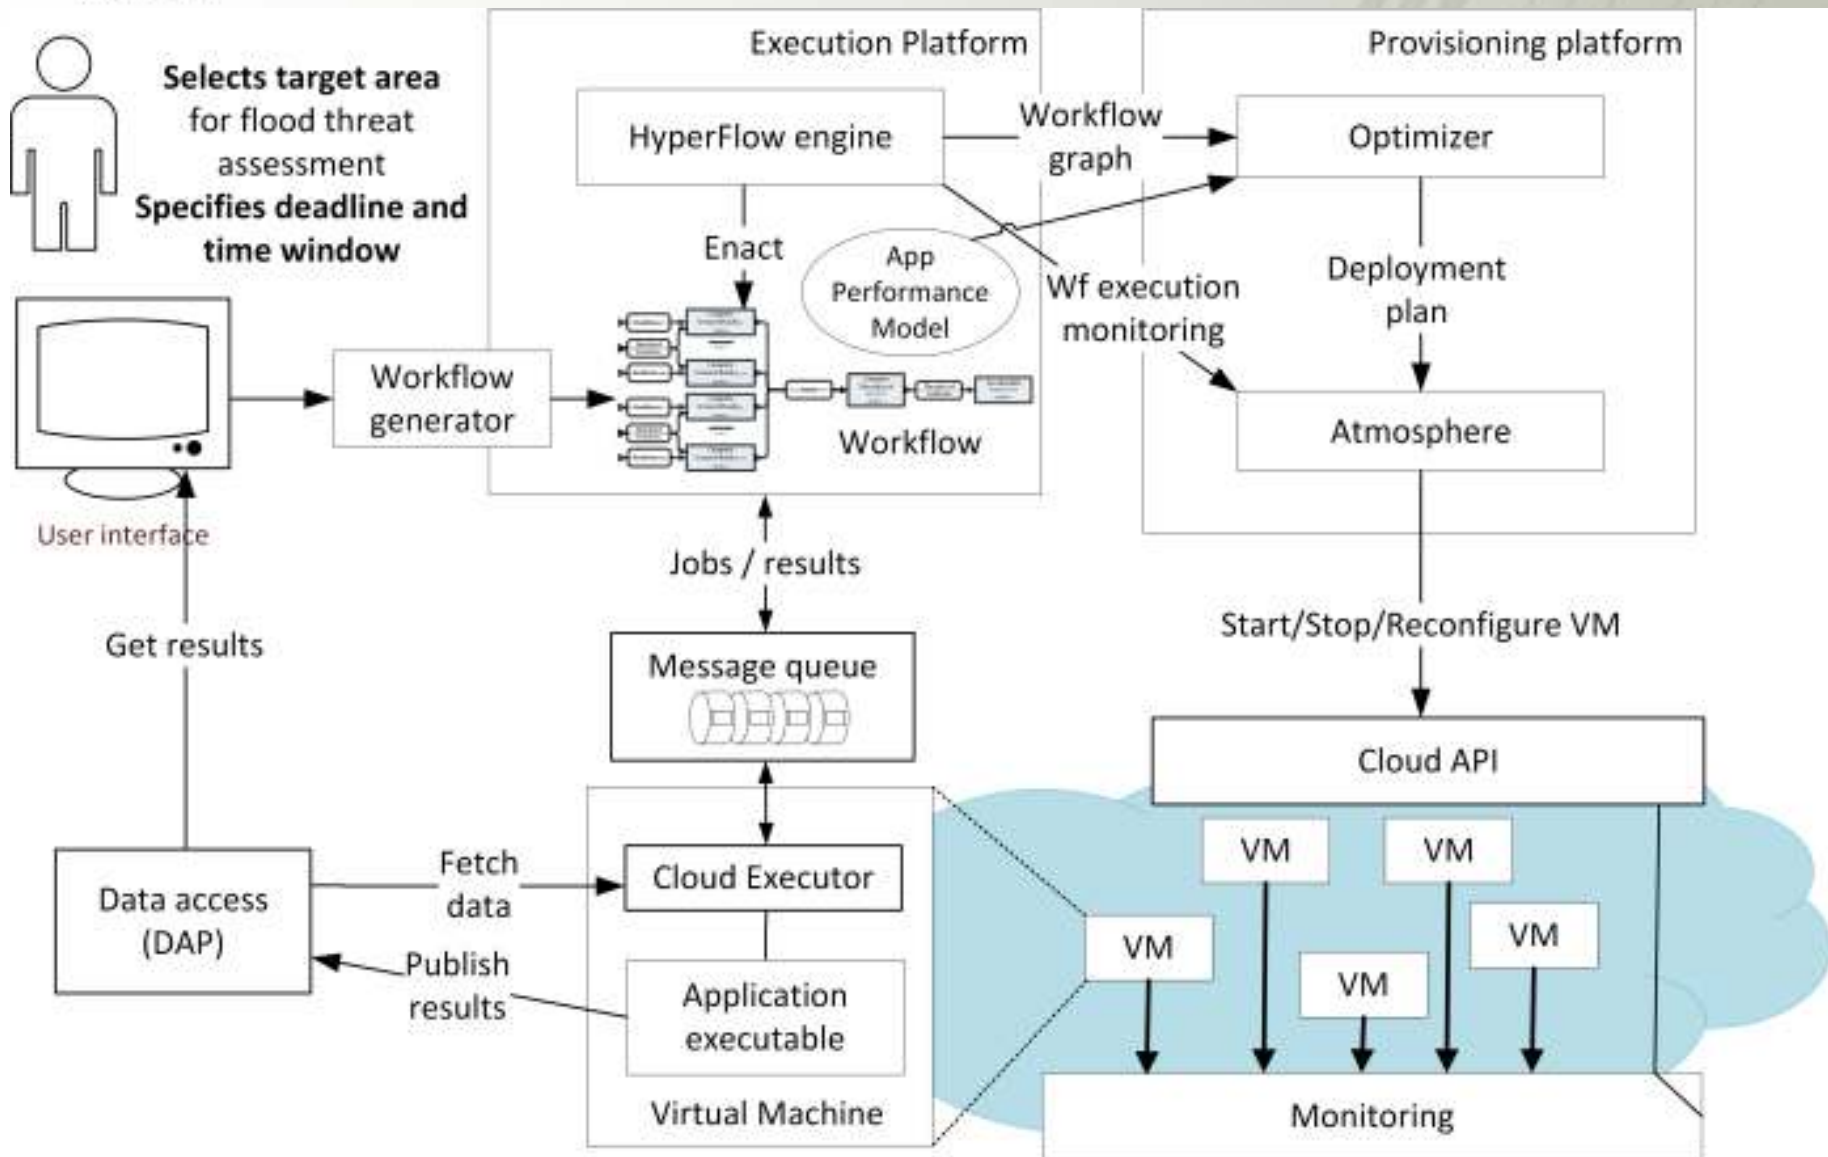 Execution Platform
Provisioning platform
Selects target area
for flood threat
assessment
Specifies deadline and
time window
HyperFlow engine
Workflow
graph
Optimizer
Enact
App
Performance
Model
Wf execution
monitoring
Deployment
plan
Workflow
generator
Workflow
Atmosphere
User interface
Jobs / results
Get results
Start/Stop/Reconfigure VM
Message queue
Cloud API
VM
VM
Cloud Executor
Fetch
data
Data access
(DAP)
VM
VM
VM
Publish
results
Application
executable
Virtual Machine
Monitoring